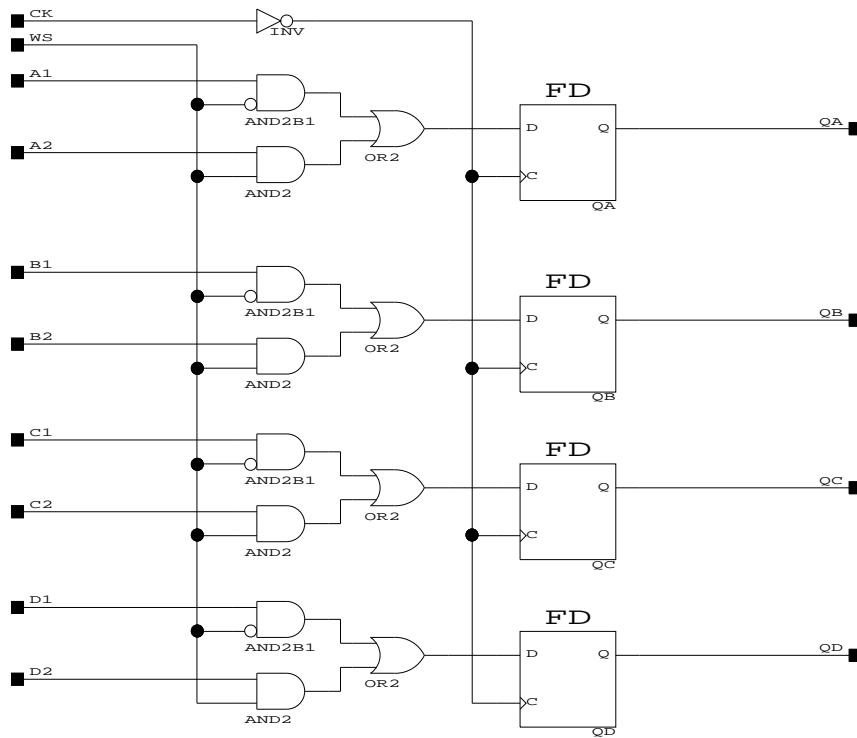 CK
INV
WS
A1
AND2B1
A2
AND2
OR2
FD
D
Q
C
QA
QA
B1
AND2B1
B2
AND2
OR2
FD
D
Q
C
QB
QB
C1
AND2B1
C2
AND2
OR2
FD
D
Q
C
QC
QC
D1
AND2B1
D2
AND2
OR2
FD
D
Q
C
QD
QD